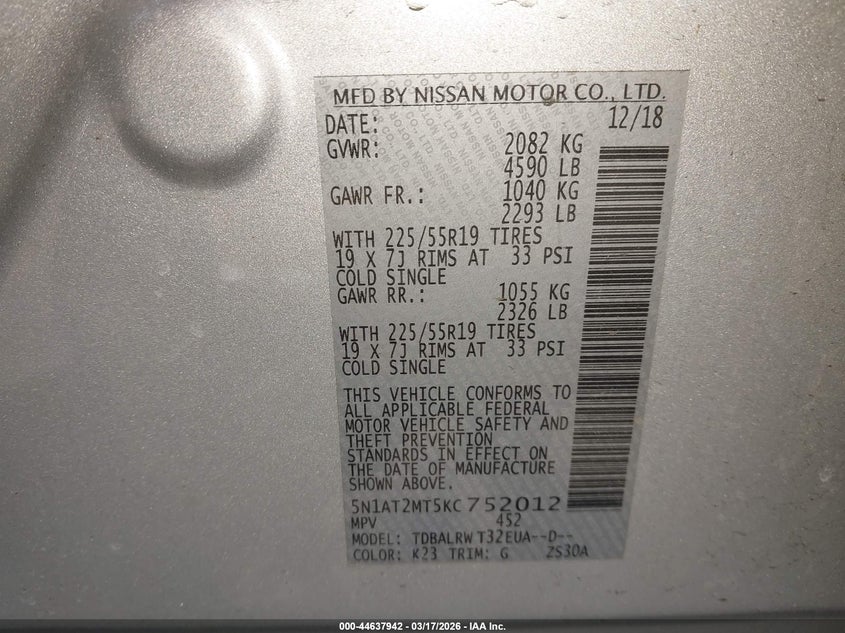 MFD BY NISSAN MOTOR CO., LTD.
DATE: 12/18
GVWR: 2082 KG
4590 LB
GAWR FR.: 1040 KG
2293 LB
WITH 225/55R19 TIRES
19 X 7J RIMS AT 33 PSI
COLD SINGLE
GAWR RR.: 1055 KG
2326 LB
WITH 225/55R19 TIRES
19 X 7J RIMS AT 33 PSI
COLD SINGLE
THIS VEHICLE CONFORMS TO
ALL APPLICABLE FEDERAL
MOTOR VEHICLE SAFETY AND
THEFT PREVENTION
STANDARDS IN EFFECT ON
THE DATE OF MANUFACTURE
SHOWN ABOVE.
5N1AT2MT5KC752012
MPV 452
MODEL: TDBALRW T32EUA--D--
COLOR: K23 TRIM: G ZS30A
000-44637942 - 03/17/2026 - IAA Inc.